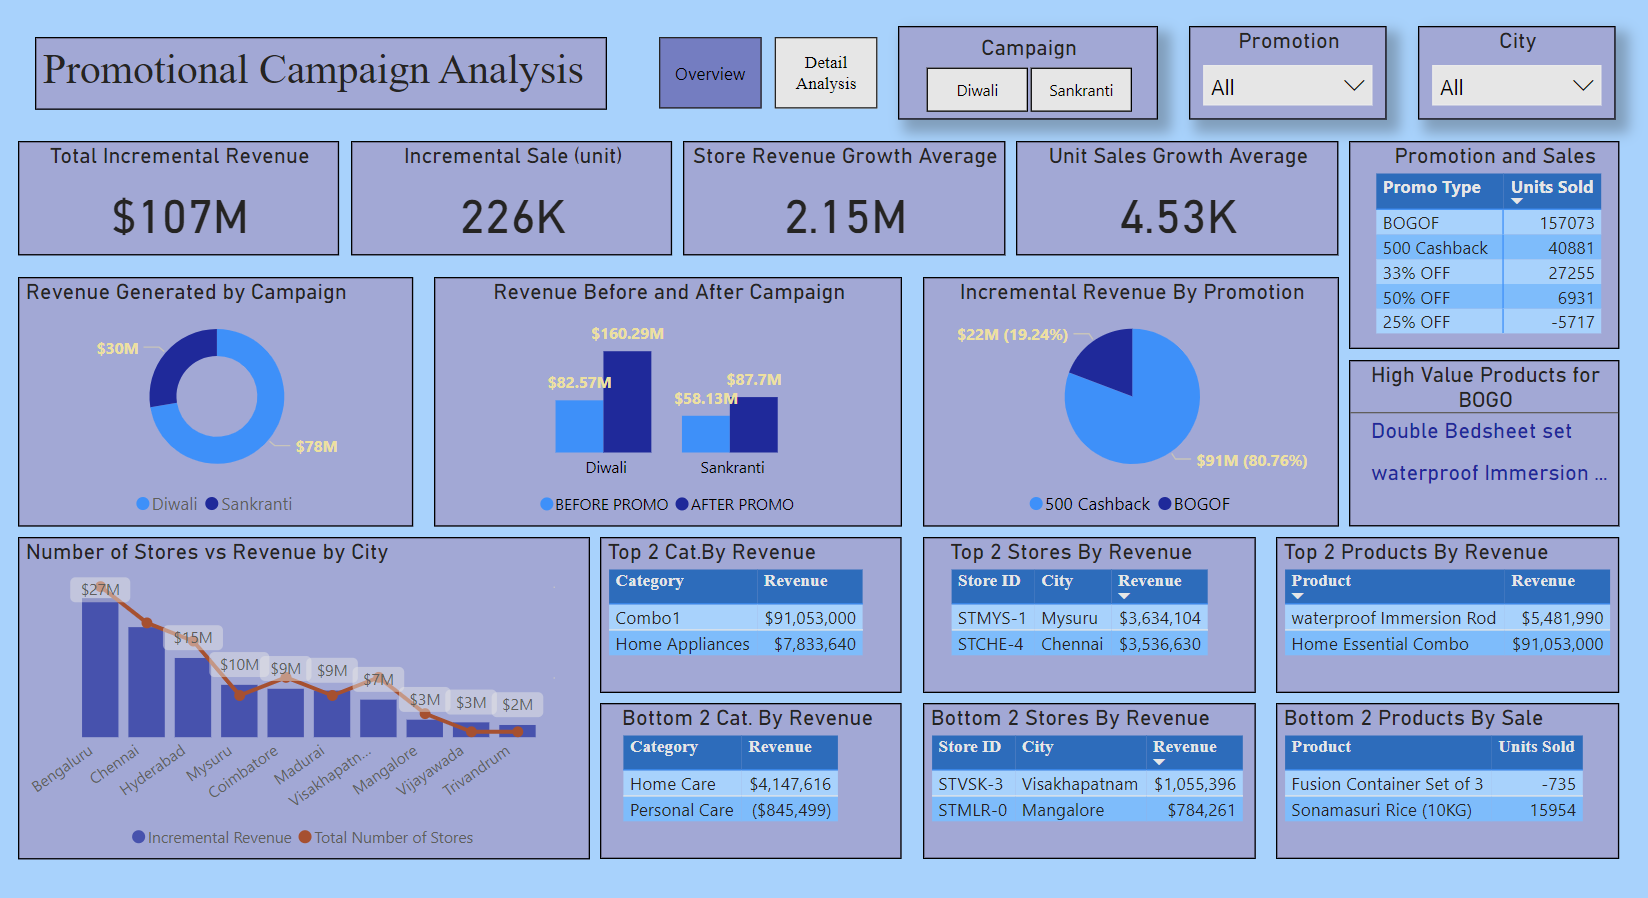 Promotional Campaign Analysis
Overview
Detail
Analysis
Campaign
Diwali
Sankranti
Promotion
All
City
All
Total Incremental Revenue
$107M
Incremental Sale (unit)
226K
Store Revenue Growth Average
2.15M
Unit Sales Growth Average
4.53K
Promotion and Sales
Promo Type Units Sold
BOGOF 157073
500 Cashback 40881
33% OFF 27255
50% OFF 6931
25% OFF -5717
Revenue Generated by Campaign
$30M
$78M
Diwali Sankranti
Revenue Before and After Campaign
$160.29M
$82.57M
$87.7M
$58.13M
Diwali Sankranti
BEFORE PROMO AFTER PROMO
Incremental Revenue By Promotion
$22M (19.24%)
$91M (80.76%)
500 Cashback BOGOF
High Value Products for
BOGO
Double Bedsheet set
waterproof Immersion ...
Number of Stores vs Revenue by City
$27M
$15M
$10M
$9M
$9M
$7M
$3M
$3M
$2M
Bengaluru
Chennai
Hyderabad
Mysuru
Coimbatore
Madurai
Visakhapatn...
Mangalore
Vijayawada
Trivandrum
Incremental Revenue Total Number of Stores
Top 2 Cat.By Revenue
Category Revenue
Combo1 $91,053,000
Home Appliances $7,833,640
Top 2 Stores By Revenue
Store ID City Revenue
STMYS-1 Mysuru $3,634,104
STCHE-4 Chennai $3,536,630
Top 2 Products By Revenue
Product Revenue
waterproof Immersion Rod $5,481,990
Home Essential Combo $91,053,000
Bottom 2 Cat. By Revenue
Category Revenue
Home Care $4,147,616
Personal Care ($845,499)
Bottom 2 Stores By Revenue
Store ID City Revenue
STVSK-3 Visakhapatnam $1,055,396
STMLR-0 Mangalore $784,261
Bottom 2 Products By Sale
Product Units Sold
Fusion Container Set of 3 -735
Sonamasuri Rice (10KG) 15954